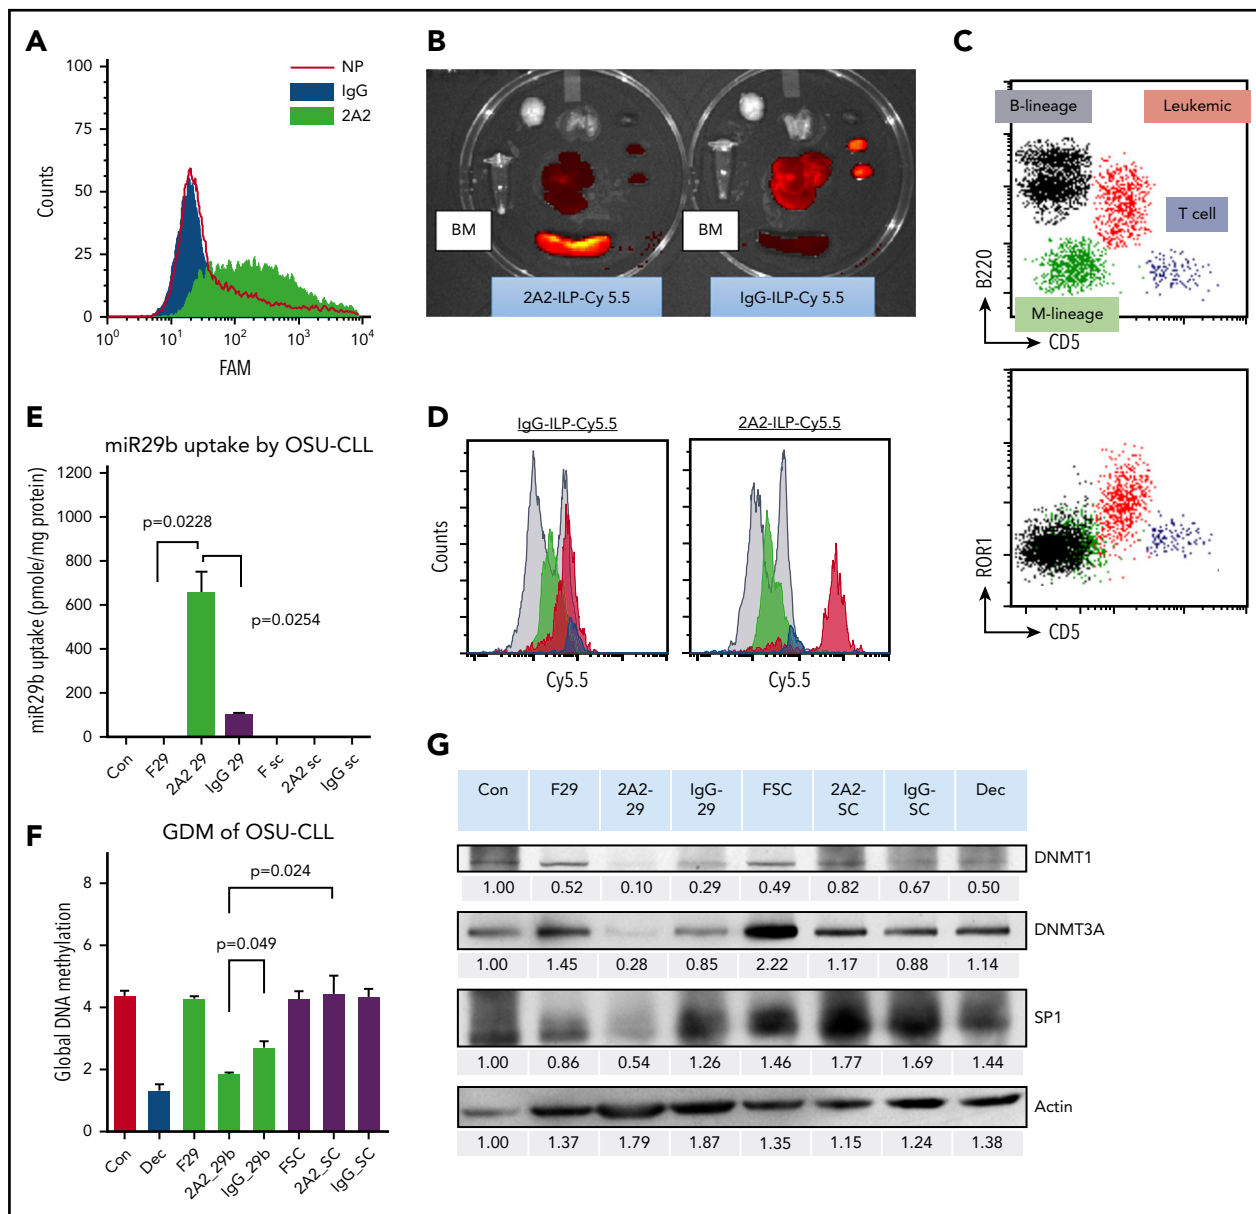 A
100
75
50
25
0
Counts
NP
IgG
2A2
10^0
10^1
10^2
10^3
10^4
FAM
B
BM
BM
2A2-ILP-Cy 5.5
IgG-ILP-Cy 5.5
C
B-lineage
Leukemic
T cell
M-lineage
B220
CD5
ROR1
CD5
E
miR29b uptake by OSU-CLL
miR29b uptake (pmole/mg protein)
1200
1000
800
600
400
200
0
p=0.0228
p=0.0254
Con
F29
2A2 29
IgG 29
F sc
2A2 sc
IgG sc
D
IgG-ILP-Cy5.5
2A2-ILP-Cy5.5
Counts
Cy5.5
Cy5.5
F
GDM of OSU-CLL
Global DNA methylation
8
6
4
2
0
p=0.024
p=0.049
Con
Dec
F29
2A2_29b
IgG_29b
FSC
2A2_SC
IgG_SC
G
Con F29 2A2-29 IgG-29 FSC 2A2-SC IgG-SC Dec
DNMT1
1.00 0.52 0.10 0.29 0.49 0.82 0.67 0.50
DNMT3A
1.00 1.45 0.28 0.85 2.22 1.17 0.88 1.14
SP1
1.00 0.86 0.54 1.26 1.46 1.77 1.69 1.44
Actin
1.00 1.37 1.79 1.87 1.35 1.15 1.24 1.38